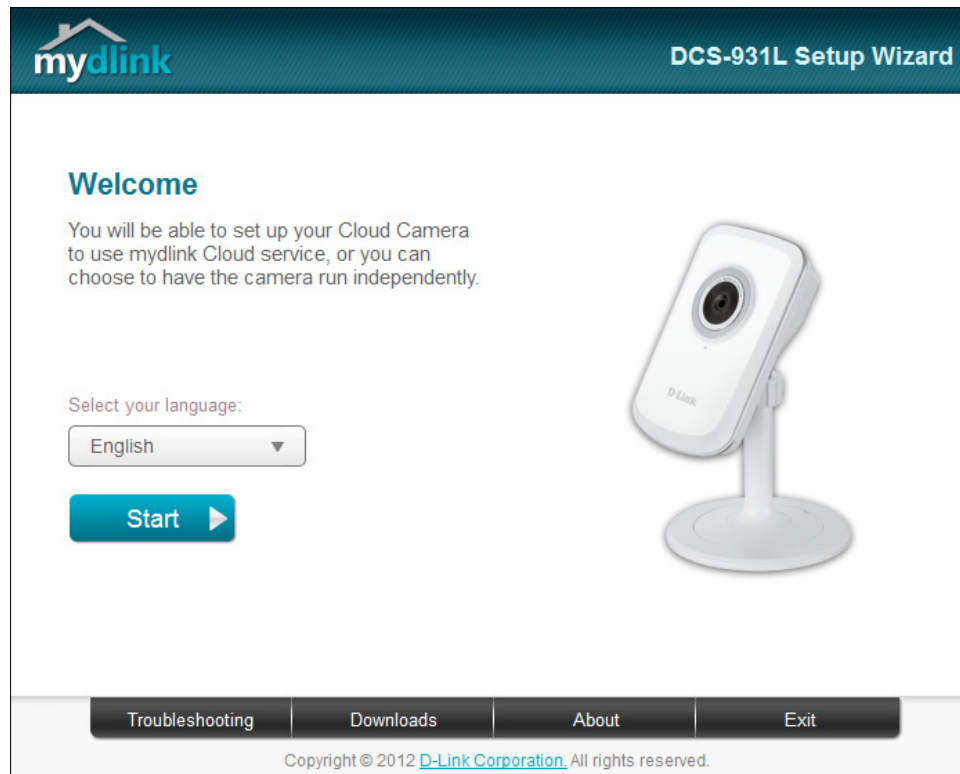 mydlink
DCS-931L Setup Wizard
Welcome
You will be able to set up your Cloud Camera
to use mydlink Cloud service, or you can
choose to have the camera run independently.
Select your language:
English
Start
D-Link
Troubleshooting
Downloads
About
Exit
Copyright © 2012 D-Link Corporation. All rights reserved.